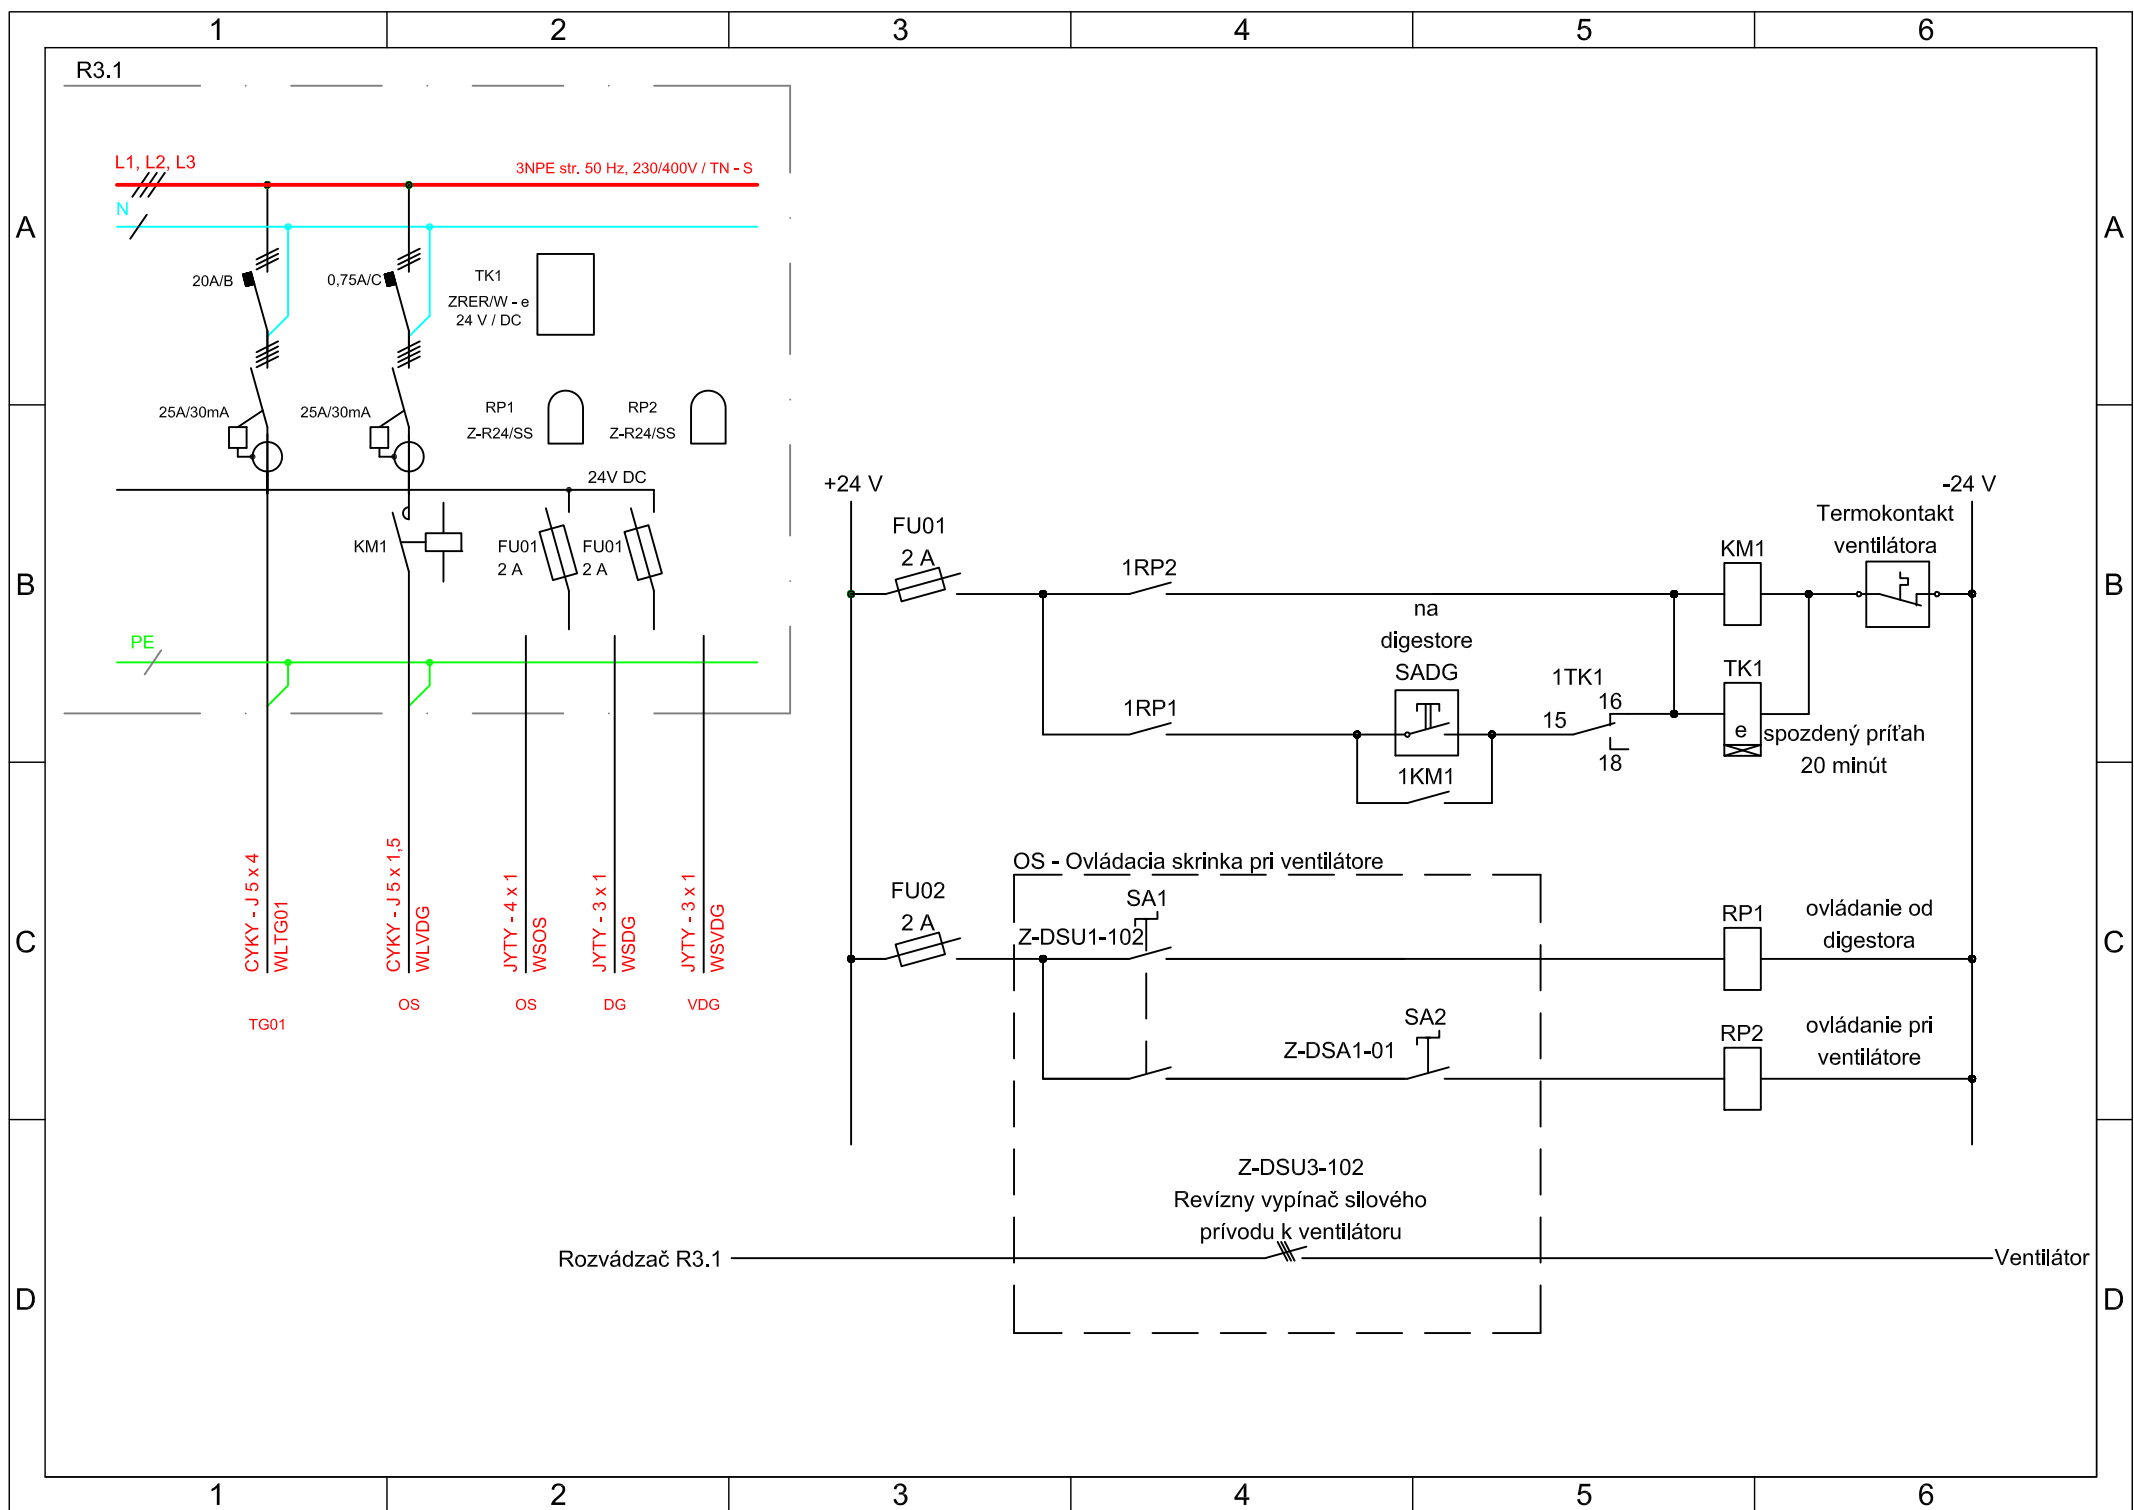 1 2 3 4 5 6
R3.1
L1, L2, L3
3NPE str. 50 Hz, 230/400V / TN - S
N
A
A
20A/B
0,75A/C
TK1
ZRER/W - e
24 V / DC
25A/30mA
25A/30mA
RP1
Z-R24/SS
RP2
Z-R24/SS
24V DC
B
B
KM1
FU01
2 A
FU01
2 A
PE
+24 V
-24 V
FU01
2 A
1RP2
KM1
Termokontakt
ventilátora
na
digestore
SADG
1RP1
1TK1
15
16
18
TK1
e
spozdený príťah
20 minút
1KM1
C
C
CYKY - J 5 x 4
WLTG01
TG01
CYKY - J 5 x 1,5
WLVDG
OS
JYTY - 4 x 1
WSOS
OS
JYTY - 3 x 1
WSDG
DG
JYTY - 3 x 1
WSVDG
VDG
OS - Ovládacia skrinka pri ventilátore
FU02
2 A
SA1
Z-DSU1-102
RP1
ovládanie od
digestora
SA2
Z-DSA1-01
RP2
ovládanie pri
ventilátore
Z-DSU3-102
Revízny vypínač silového
prívodu k ventilátoru
Rozvádzač R3.1
Ventilátor
D
D
1 2 3 4 5 6